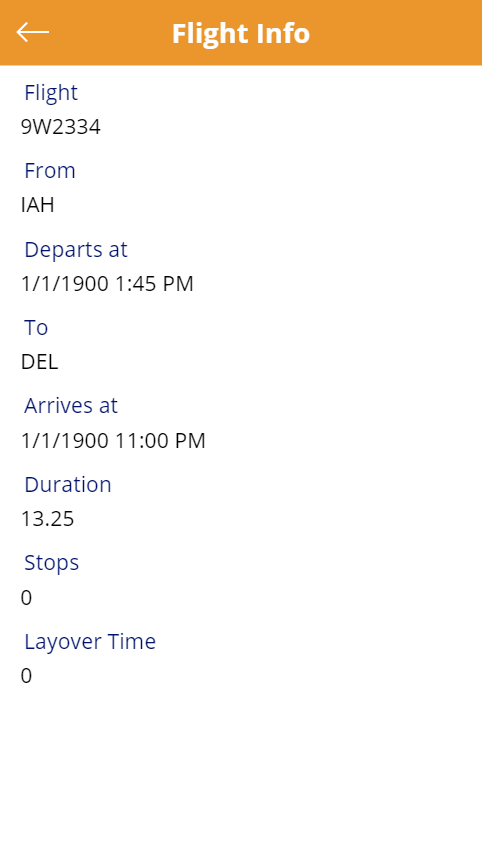 Flight Info
Flight
9W2334
From
IAH
Departs at
1/1/1900 1:45 PM
To
DEL
Arrives at
1/1/1900 11:00 PM
Duration
13.25
Stops
0
Layover Time
0